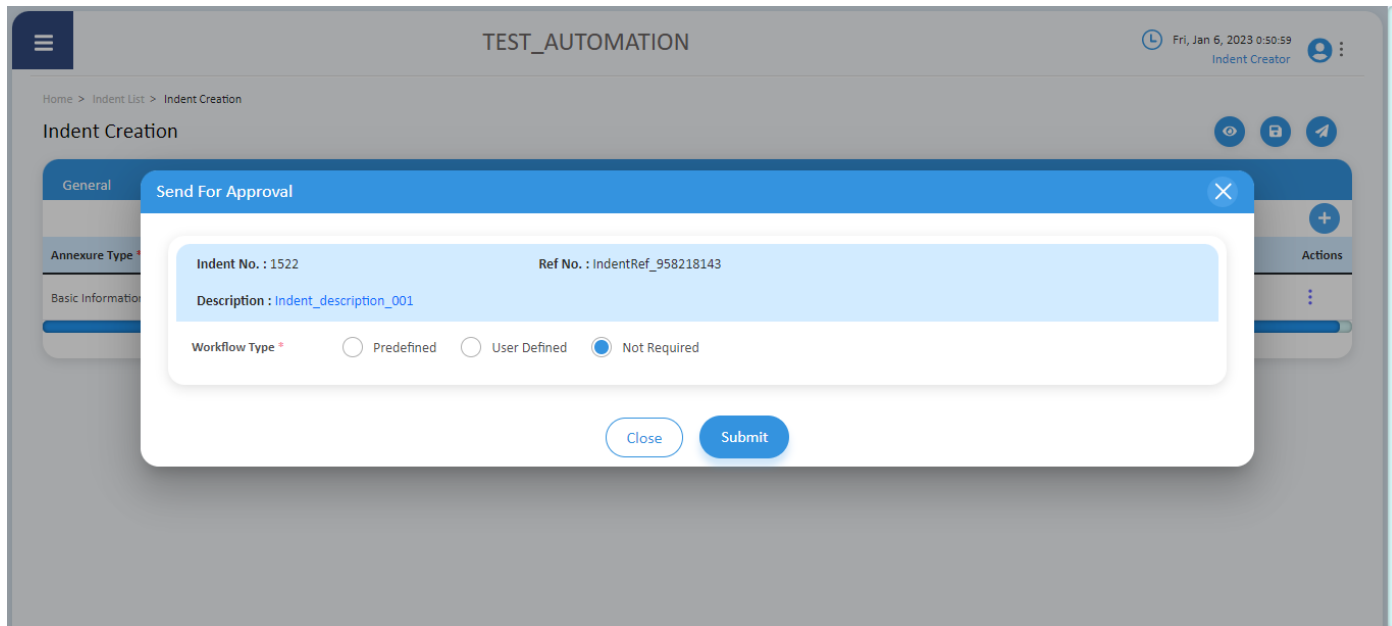 TEST_AUTOMATION
Fri, Jan 6, 2023 0:50:59
Indent Creator
Home > Indent List > Indent Creation
Indent Creation
General
Send For Approval
Annexure Type *
Actions
Indent No. : 1522 Ref No. : IndentRef_958218143
Basic Information
Description : Indent_description_001
Workflow Type * Predefined User Defined Not Required
Close Submit